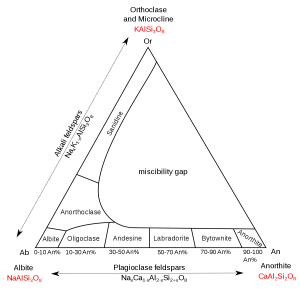 Orthoclase
and Microcline
KAlSi₃O₈
Or
Alkali feldspars
NaₓK₁₋ₓAlSi₃O₈
Sanidine
miscibility gap
Anorthoclase
Albite
Oligoclase
Andesine
Labradorite
Bytownite
Anorthite
Ab
0-10 An%
10-30 An%
30-50 An%
50-70 An%
70-90 An%
90-100
An%
An
Albite
NaAlSi₃O₈
Plagioclase feldspars
NaₓCa₁₋ₓAl₂₋ₓSi₂₊ₓO₈
Anorthite
CaAl₂Si₂O₈